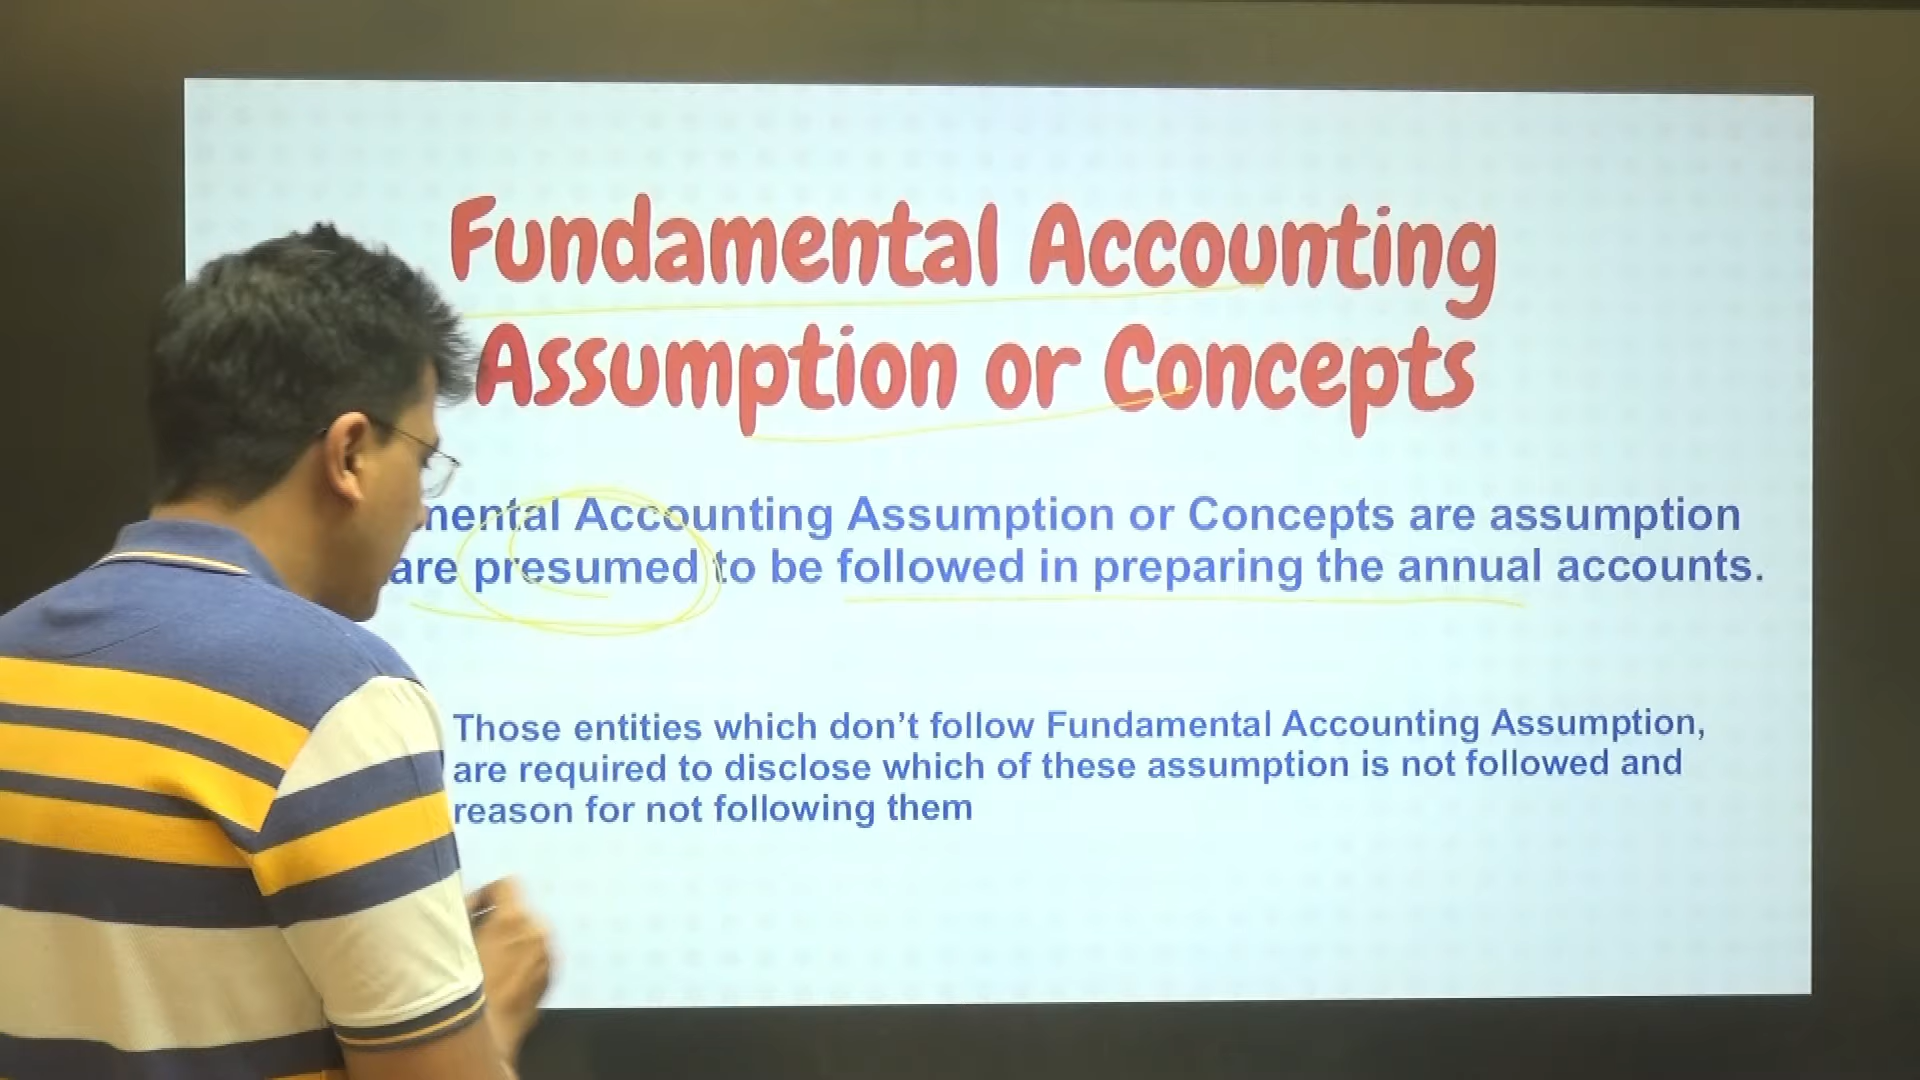 Fundamental Accounting
Assumption or Concepts
mental Accounting Assumption or Concepts are assumption
are presumed to be followed in preparing the annual accounts.
Those entities which don’t follow Fundamental Accounting Assumption,
are required to disclose which of these assumption is not followed and
reason for not following them